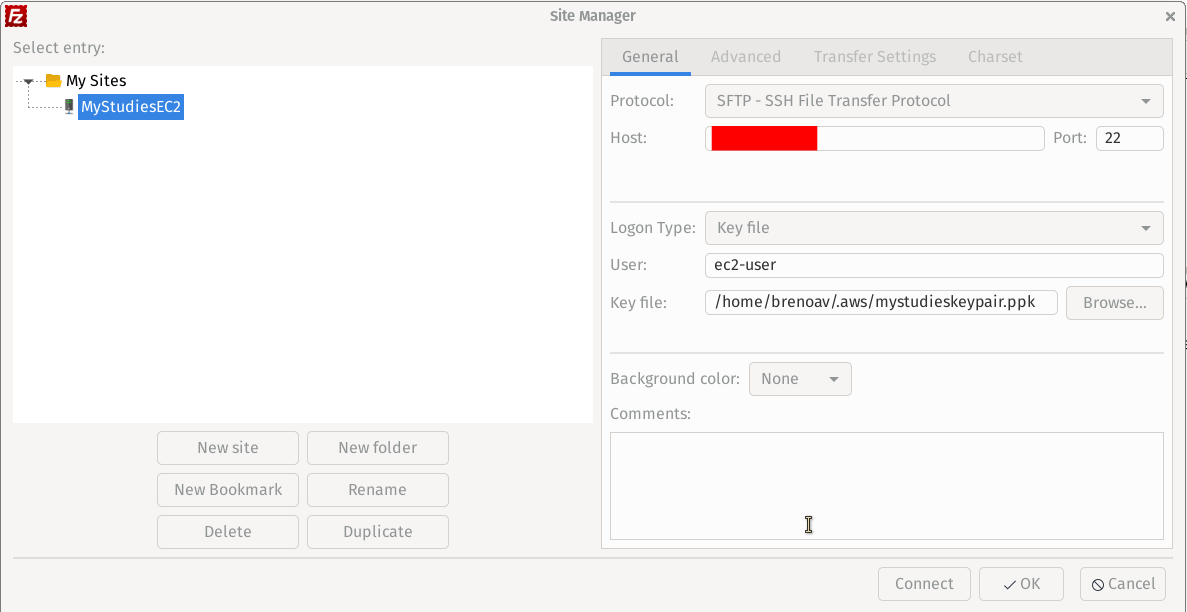 Site Manager
Select entry:
My Sites
MyStudiesEC2
New site
New folder
New Bookmark
Rename
Delete
Duplicate
General Advanced Transfer Settings Charset
Protocol: SFTP - SSH File Transfer Protocol
Host: Port: 22
Logon Type: Key file
User: ec2-user
Key file: /home/brenoav/.aws/mystudieskeypair.ppk Browse...
Background color: None
Comments:
Connect OK Cancel